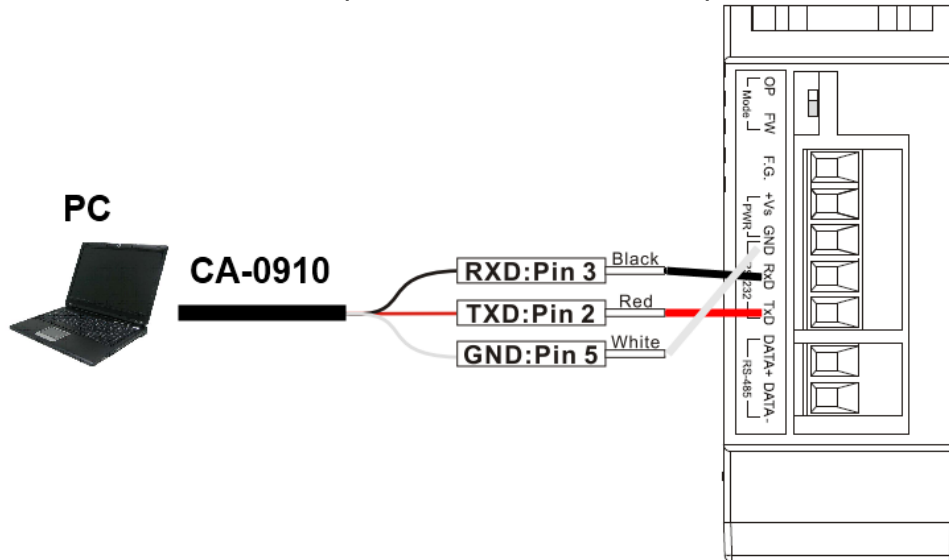 PC
CA-0910
RXD:Pin 3
Black
TXD:Pin 2
Red
GND:Pin 5
White
OP FW
Mode
F.G.
+Vs GND
PWR
RxD TxD
232
DATA+ DATA-
RS-485